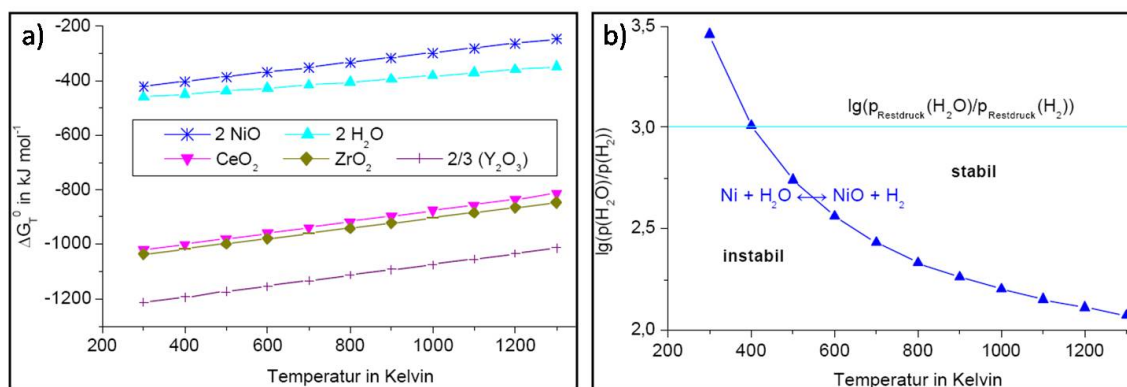 a)
-200
-400
-600
-800
-1000
-1200
ΔG_T^0 in kJ mol^-1
2 NiO 2 H₂O
CeO₂ ZrO₂ 2/3 (Y₂O₃)
200 400 600 800 1000 1200
Temperatur in Kelvin
b)
3,5
3,0
2,5
2,0
lg(p(H₂O)/p(H₂))
lg(p_Restdruck(H₂O)/p_Restdruck(H₂))
stabil
Ni + H₂O ⟷ NiO + H₂
instabil
200 400 600 800 1000 1200
Temperatur in Kelvin